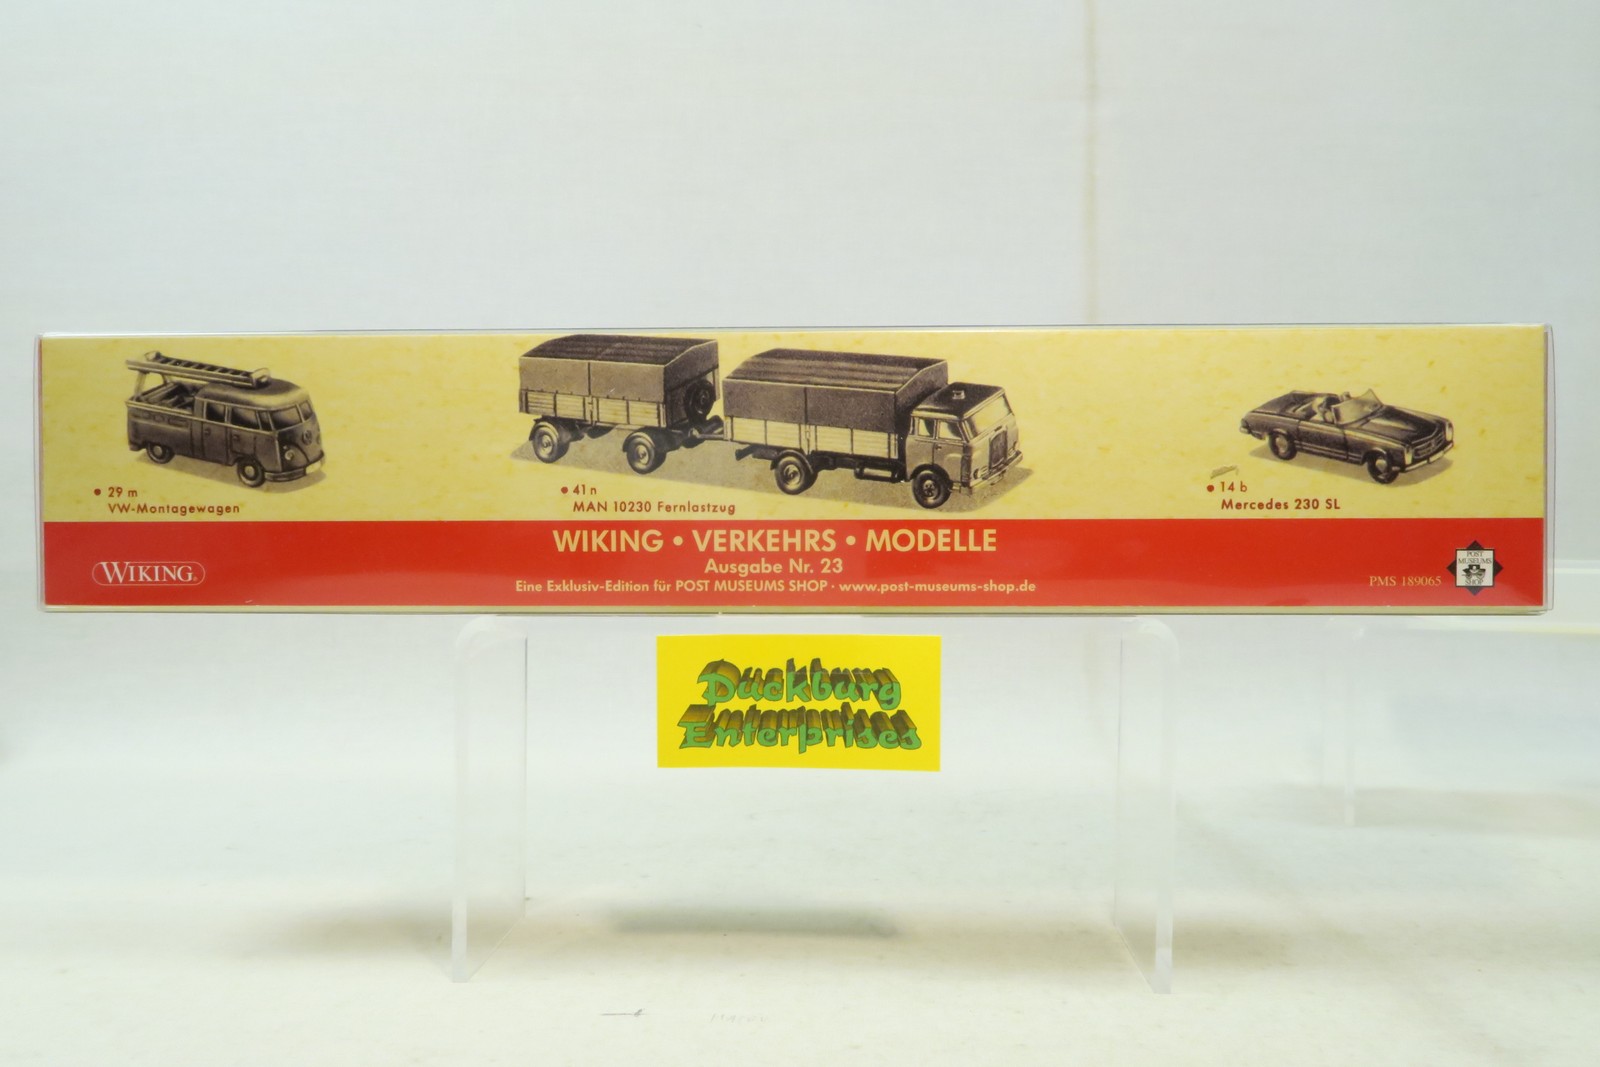 • 29 m
VW-Montagewagen
• 41 n
MAN 10230 Fernlastzug
• 14 b
Mercedes 230 SL
WIKING • VERKEHRS • MODELLE
Ausgabe Nr. 23
Eine Exklusiv-Edition für POST MUSEUMS SHOP · www.post-museums-shop.de
WIKING®
PMS 189065
POST
MUSEUMS
SHOP
Duckburg
Enterprises